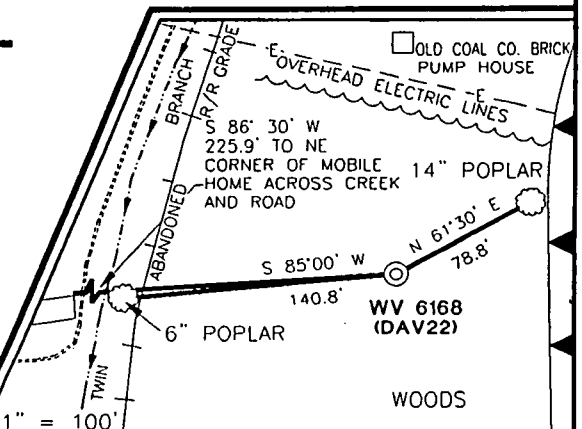 OLD COAL CO. BRICK
PUMP HOUSE
E
OVERHEAD ELECTRIC LINES
E
BRANCH
R/R GRADE
S 86° 30' W
225.9' TO NE
CORNER OF MOBILE
HOME ACROSS CREEK
AND ROAD
14" POPLAR
ABANDONED
S 85°00' W
140.8'
N 61°30' E
78.8'
WV 6168
(DAV22)
6" POPLAR
TWIN
WOODS
1" = 100'